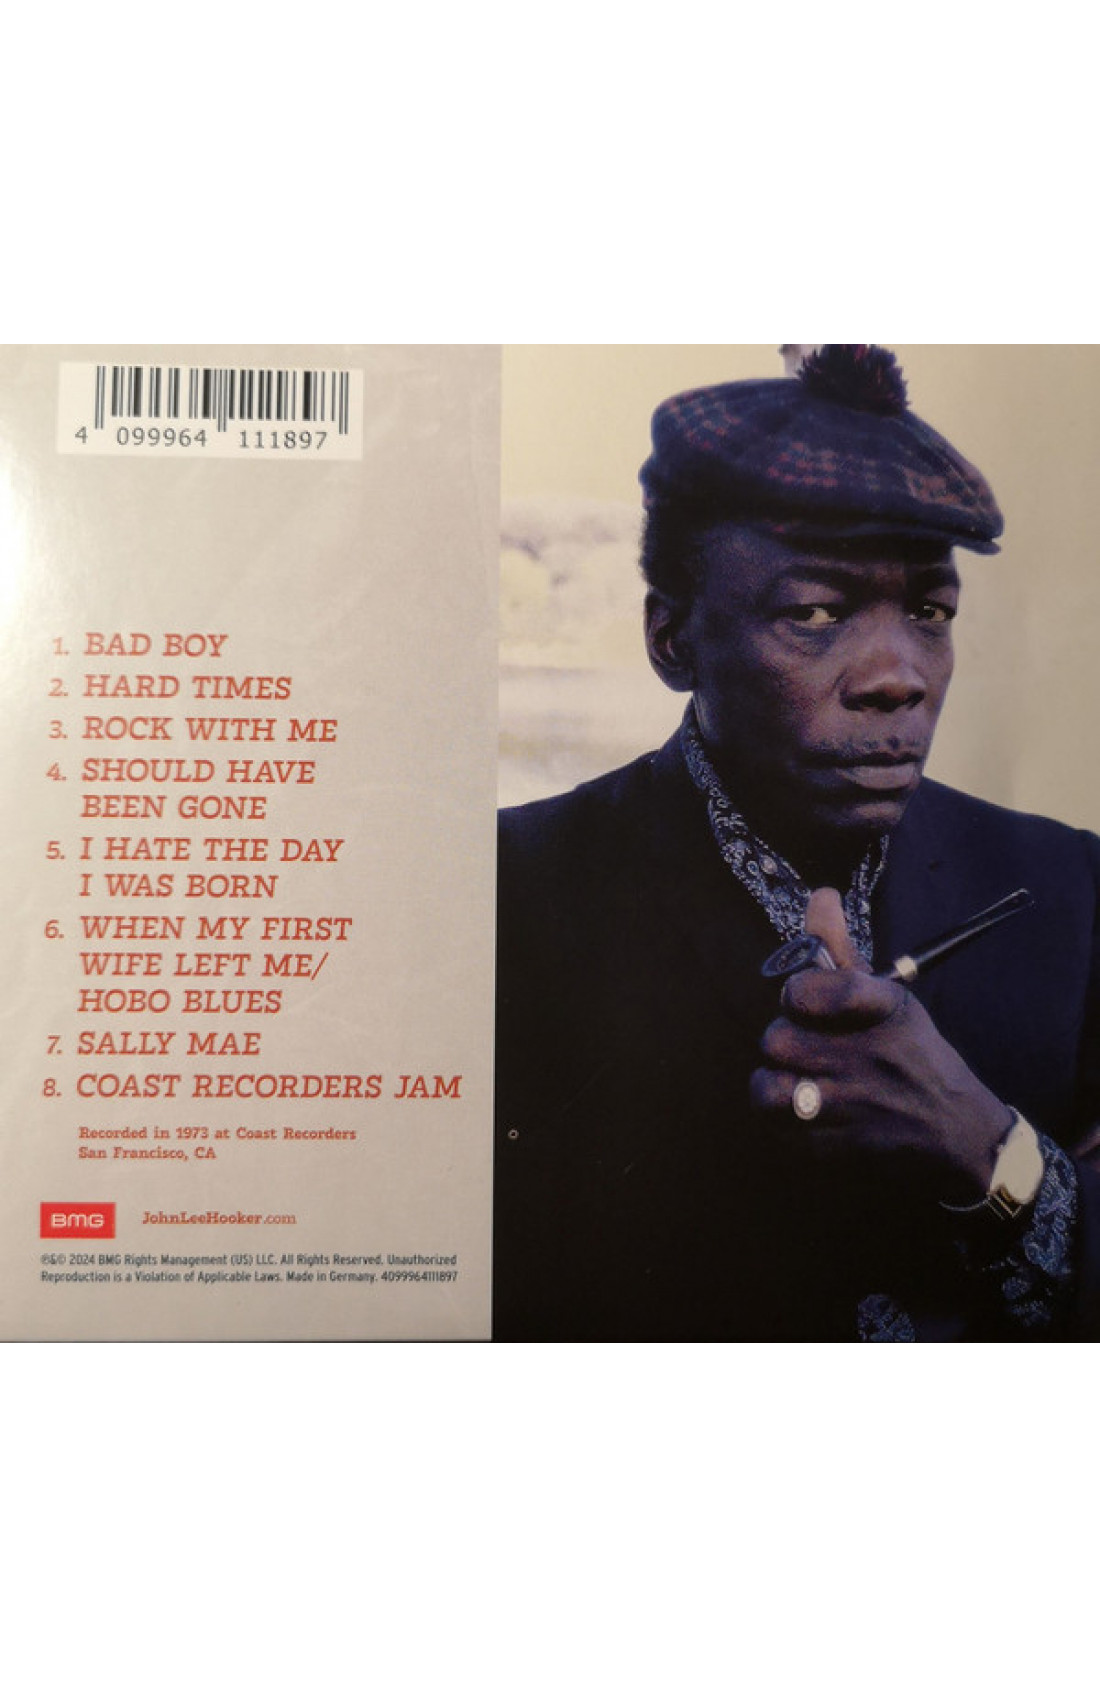 4 099964 111897
1. BAD BOY
2. HARD TIMES
3. ROCK WITH ME
4. SHOULD HAVE
BEEN GONE
5. I HATE THE DAY
I WAS BORN
6. WHEN MY FIRST
WIFE LEFT ME/
HOBO BLUES
7. SALLY MAE
8. COAST RECORDERS JAM
Recorded in 1973 at Coast Recorders
San Francisco, CA
BMG JohnLeeHooker.com
℗&© 2024 BMG Rights Management (US) LLC. All Rights Reserved. Unauthorized
Reproduction is a Violation of Applicable Laws. Made in Germany. 4099964111897